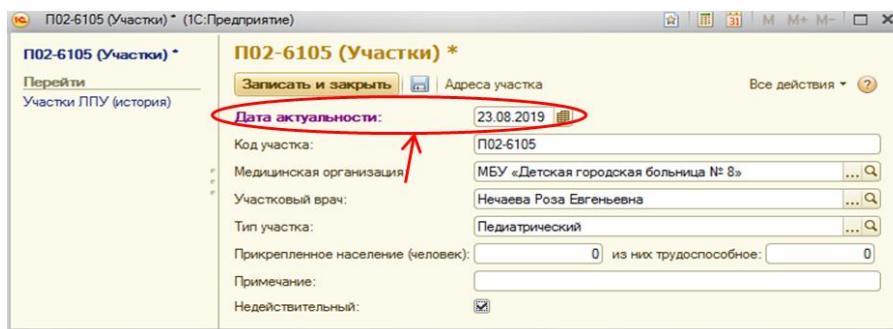 П02-6105 (Участки) * (1С:Предприятие)
31 M M+ M-
П02-6105 (Участки) *
Перейти
Участки ЛПУ (история)
П02-6105 (Участки) *
Записать и закрыть Адреса участка Все действия
Дата актуальности: 23.08.2019
Код участка: П02-6105
Медицинская организация МБУ «Детская городская больница № 8» ...
Участковый врач: Нечаева Роза Евгеньевна ...
Тип участка: Педиатрический ...
Прикрепленное население (человек): 0 из них трудоспособное: 0
Примечание:
Недействительный: